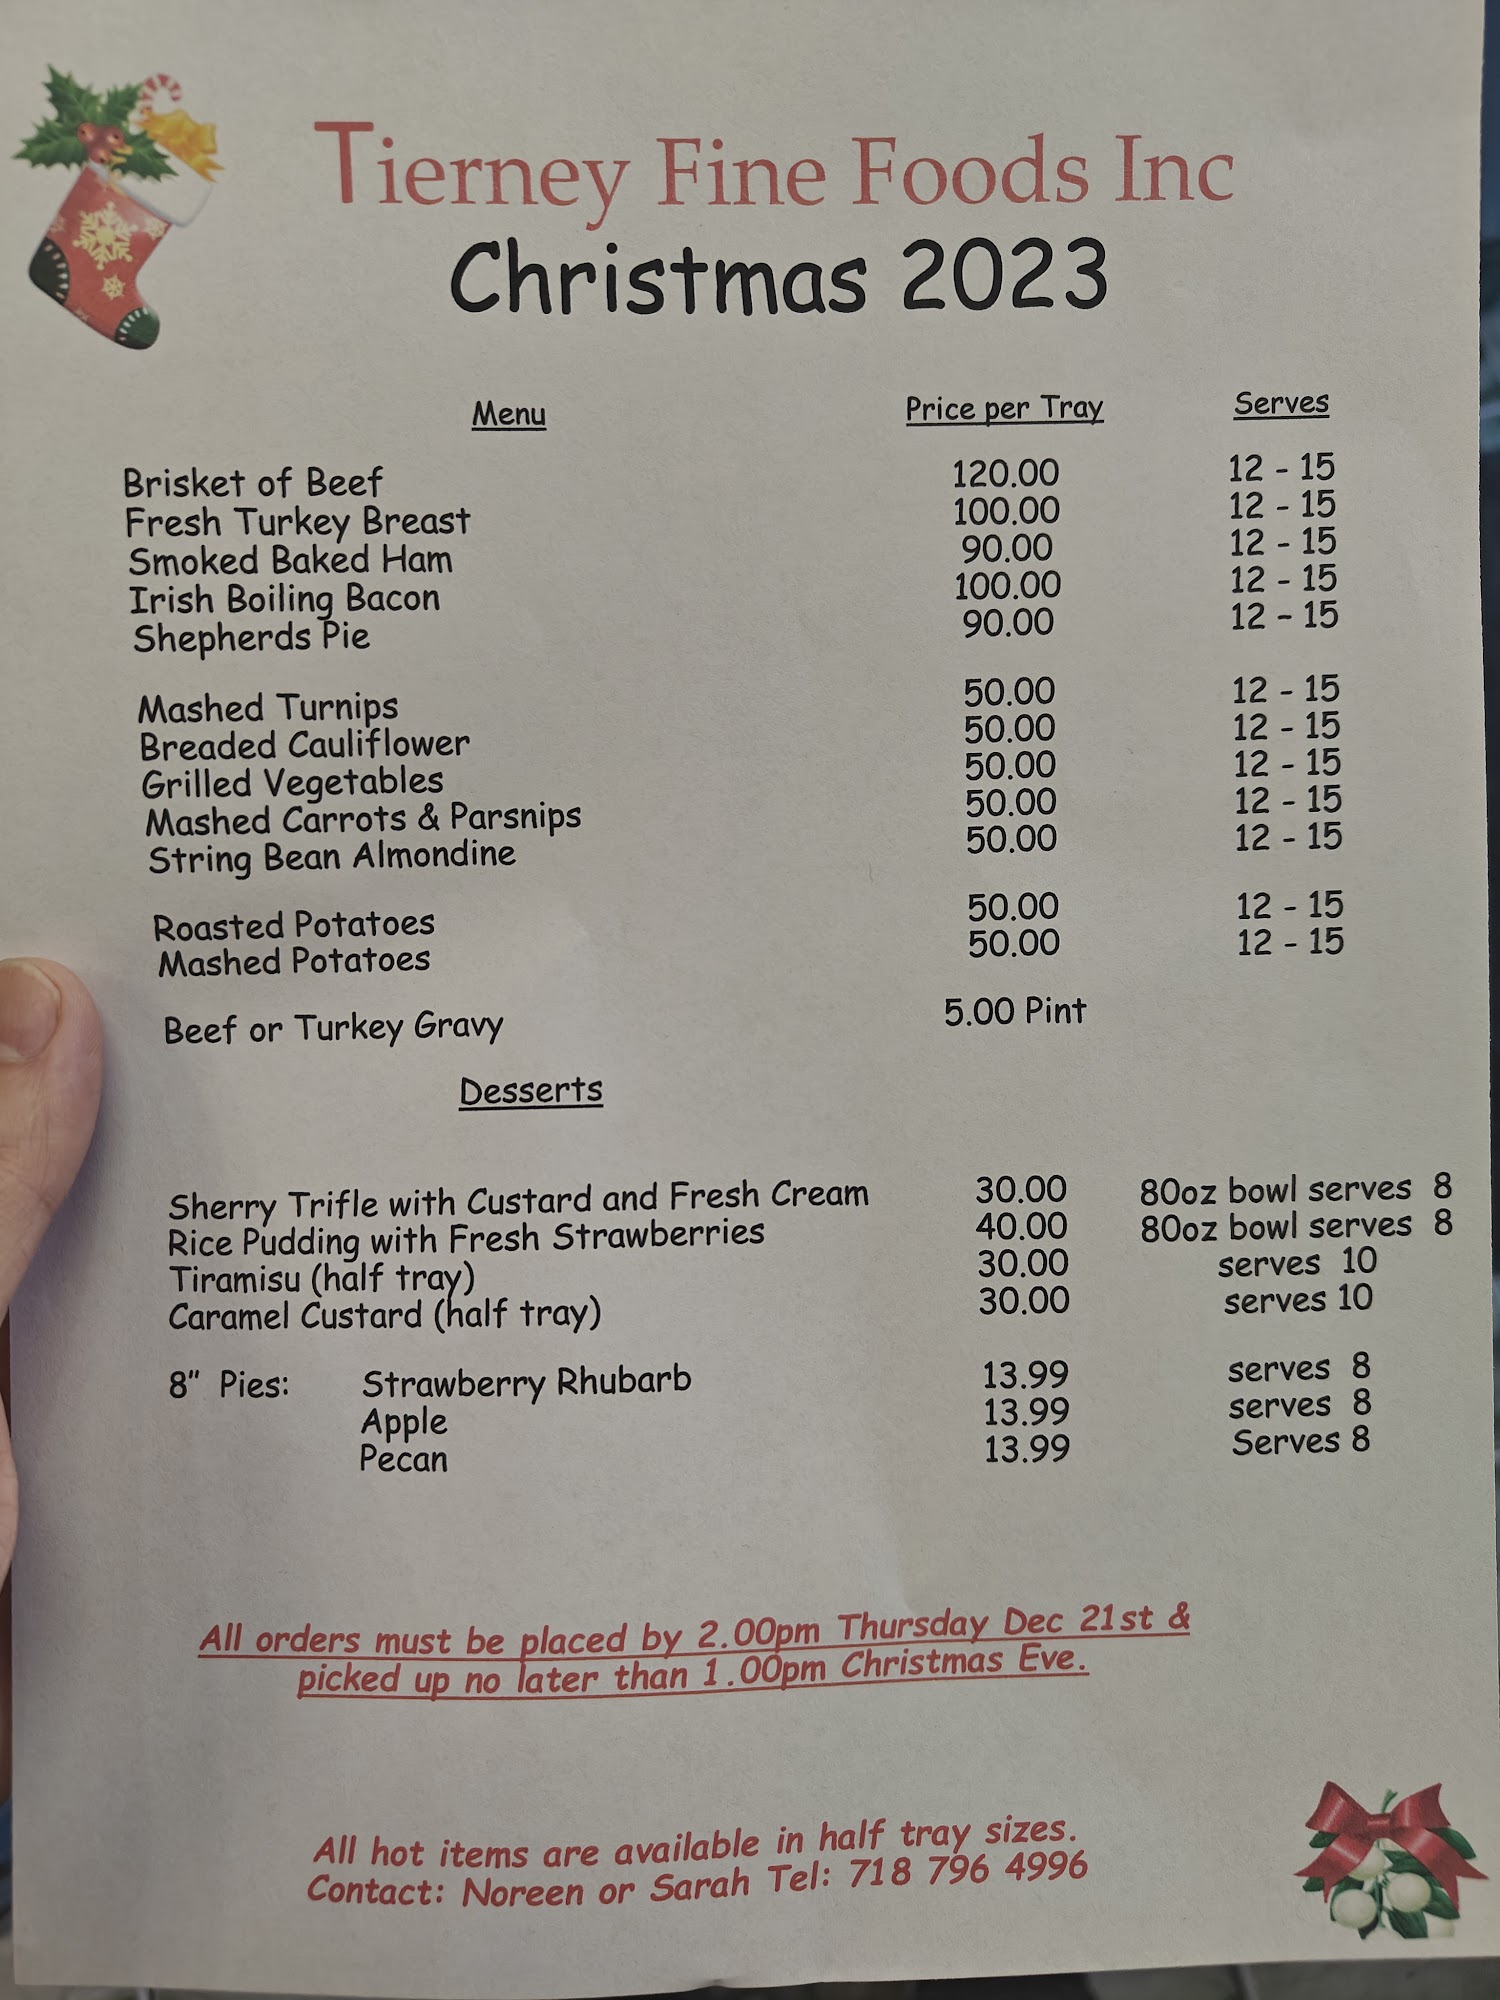 Tierney Fine Foods Inc
Christmas 2023
Menu Price per Tray Serves
Brisket of Beef 120.00 12 - 15
Fresh Turkey Breast 100.00 12 - 15
Smoked Baked Ham 90.00 12 - 15
Irish Boiling Bacon 100.00 12 - 15
Shepherds Pie 90.00 12 - 15
Mashed Turnips 50.00 12 - 15
Breaded Cauliflower 50.00 12 - 15
Grilled Vegetables 50.00 12 - 15
Mashed Carrots & Parsnips 50.00 12 - 15
String Bean Almondine 50.00 12 - 15
Roasted Potatoes 50.00 12 - 15
Mashed Potatoes 50.00 12 - 15
Beef or Turkey Gravy 5.00 Pint
Desserts
Sherry Trifle with Custard and Fresh Cream 30.00 80oz bowl serves 8
Rice Pudding with Fresh Strawberries 40.00 80oz bowl serves 8
Tiramisu (half tray) 30.00 serves 10
Caramel Custard (half tray) 30.00 serves 10
8" Pies: Strawberry Rhubarb 13.99 serves 8
Apple 13.99 serves 8
Pecan 13.99 Serves 8
All orders must be placed by 2.00pm Thursday Dec 21st &
picked up no later than 1.00pm Christmas Eve.
All hot items are available in half tray sizes.
Contact: Noreen or Sarah Tel: 718 796 4996